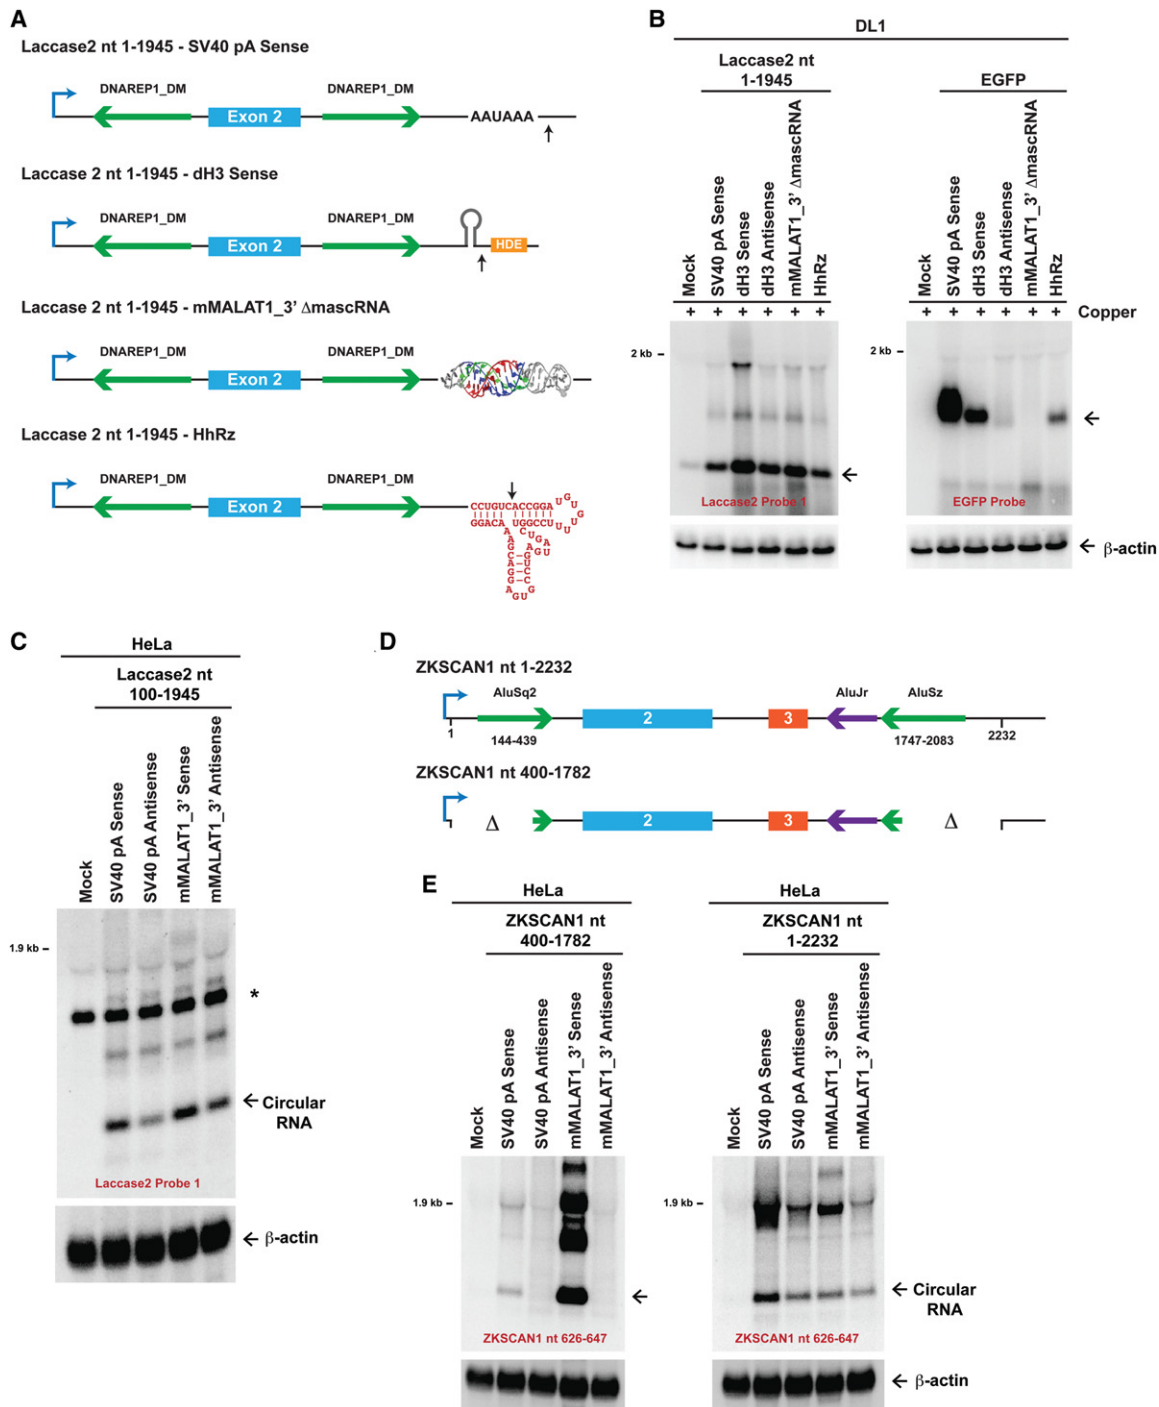 A
Laccase2 nt 1-1945 - SV40 pA Sense
DNAREP1_DM
DNAREP1_DM
Exon 2
AAUAAA
Laccase 2 nt 1-1945 - dH3 Sense
DNAREP1_DM
DNAREP1_DM
Exon 2
HDE
Laccase 2 nt 1-1945 - mMALAT1_3' ΔmascRNA
DNAREP1_DM
DNAREP1_DM
Exon 2
Laccase 2 nt 1-1945 - HhRz
DNAREP1_DM
DNAREP1_DM
Exon 2
CCUGUCACCGGA
B
DL1
Laccase2 nt
1-1945
EGFP
Mock
SV40 pA Sense
dH3 Sense
dH3 Antisense
mMALAT1_3' ΔmascRNA
HhRz
Mock
SV40 pA Sense
dH3 Sense
dH3 Antisense
mMALAT1_3' ΔmascRNA
HhRz
+ + + + + +
+ + + + + +
Copper
2 kb
2 kb
Laccase2 Probe 1
EGFP Probe
β-actin
C
HeLa
Laccase2 nt
100-1945
Mock
SV40 pA Sense
SV40 pA Antisense
mMALAT1_3' Sense
mMALAT1_3' Antisense
1.9 kb
*
Circular
RNA
Laccase2 Probe 1
β-actin
D
ZKSCAN1 nt 1-2232
AluSq2
AluJr
AluSz
2
3
1
144-439
1747-2083
2232
ZKSCAN1 nt 400-1782
Δ
2
3
Δ
E
HeLa
ZKSCAN1 nt
400-1782
HeLa
ZKSCAN1 nt
1-2232
Mock
SV40 pA Sense
SV40 pA Antisense
mMALAT1_3' Sense
mMALAT1_3' Antisense
Mock
SV40 pA Sense
SV40 pA Antisense
mMALAT1_3' Sense
mMALAT1_3' Antisense
1.9 kb
1.9 kb
Circular
RNA
ZKSCAN1 nt 626-647
ZKSCAN1 nt 626-647
β-actin